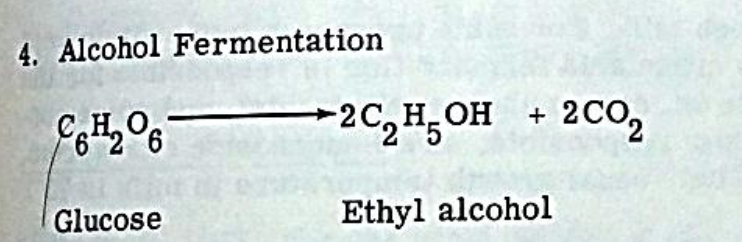 4. Alcohol Fermentation
C₆H₂O₆ → 2C₂H₅OH + 2CO₂
Glucose Ethyl alcohol